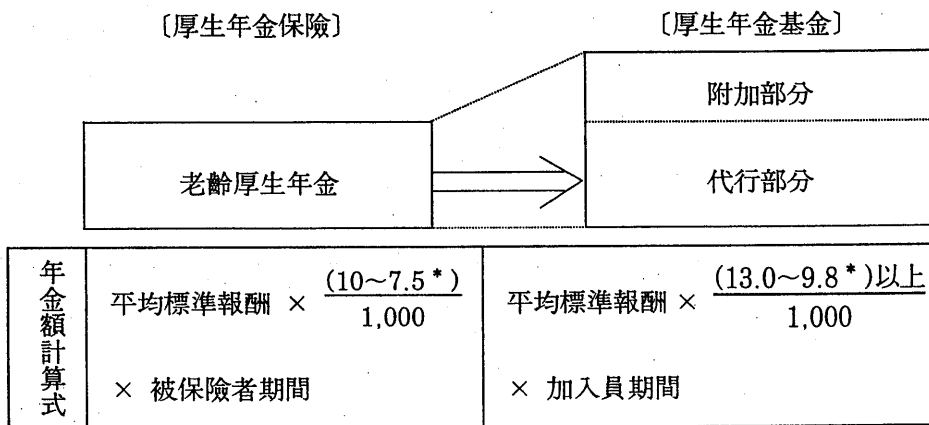 〔厚生年金保険〕
〔厚生年金基金〕
附加部分
老齢厚生年金
代行部分
年金額計算式
平均標準報酬 × (10~7.5*)/1,000
× 被保険者期間
平均標準報酬 × (13.0~9.8*)以上/1,000
× 加入員期間